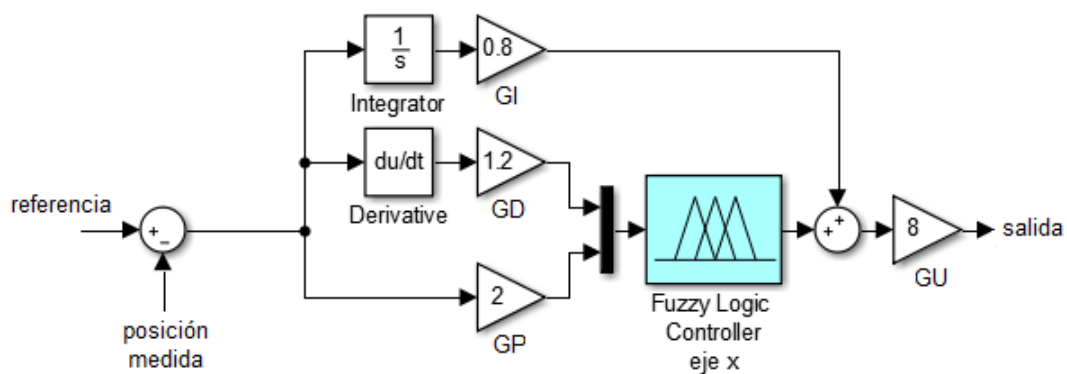 1
s
0.8
GI
Integrator
du/dt
1.2
GD
Derivative
referencia
+
−
posición
medida
2
GP
Fuzzy Logic
Controller
eje x
+
+
8
GU
salida